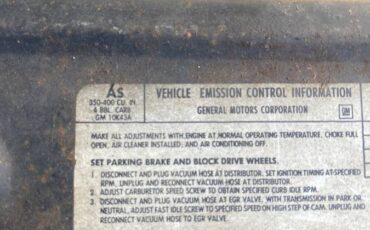 AS
350-400 CU. IN.
4 BBL. CARB.
GM 10K43A
VEHICLE EMISSION CONTROL INFORMATION
GENERAL MOTORS CORPORATION
GM
MAKE ALL ADJUSTMENTS WITH ENGINE AT NORMAL OPERATING TEMPERATURE, CHOKE FULL
OPEN, AIR CLEANER INSTALLED AND AIR CONDITIONING OFF.
SET PARKING BRAKE AND BLOCK DRIVE WHEELS.
1. DISCONNECT AND PLUG VACUUM HOSE AT DISTRIBUTOR. SET IGNITION TIMING AT SPECIFI
RPM. UNPLUG AND RECONNECT VACUUM HOSE AT DISTRIBUTOR.
2. ADJUST CARBURETOR SPEED SCREW TO OBTAIN SPECIFIED CURB IDLE RPM.
3. DISCONNECT AND PLUG VACUUM HOSE AT EGR VALVE, WITH TRANSMISSION IN PARK OR
NEUTRAL, ADJUST FAST IDLE SCREW TO SPECIFIED SPEED ON HIGH STEP OF CAM. UNPLUG AND
RECONNECT VACUUM HOSE TO EGR VALVE.